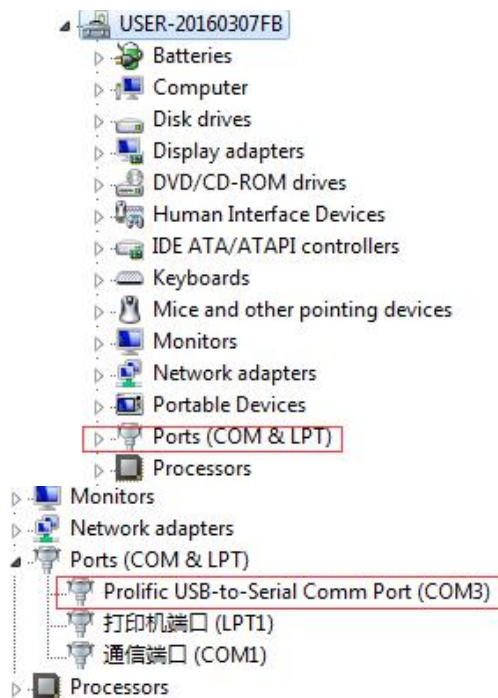 USER-20160307FB
Batteries
Computer
Disk drives
Display adapters
DVD/CD-ROM drives
Human Interface Devices
IDE ATA/ATAPI controllers
Keyboards
Mice and other pointing devices
Monitors
Network adapters
Portable Devices
Ports (COM & LPT)
Processors
Monitors
Network adapters
Ports (COM & LPT)
Prolific USB-to-Serial Comm Port (COM3)
打印机端口 (LPT1)
通信端口 (COM1)
Processors